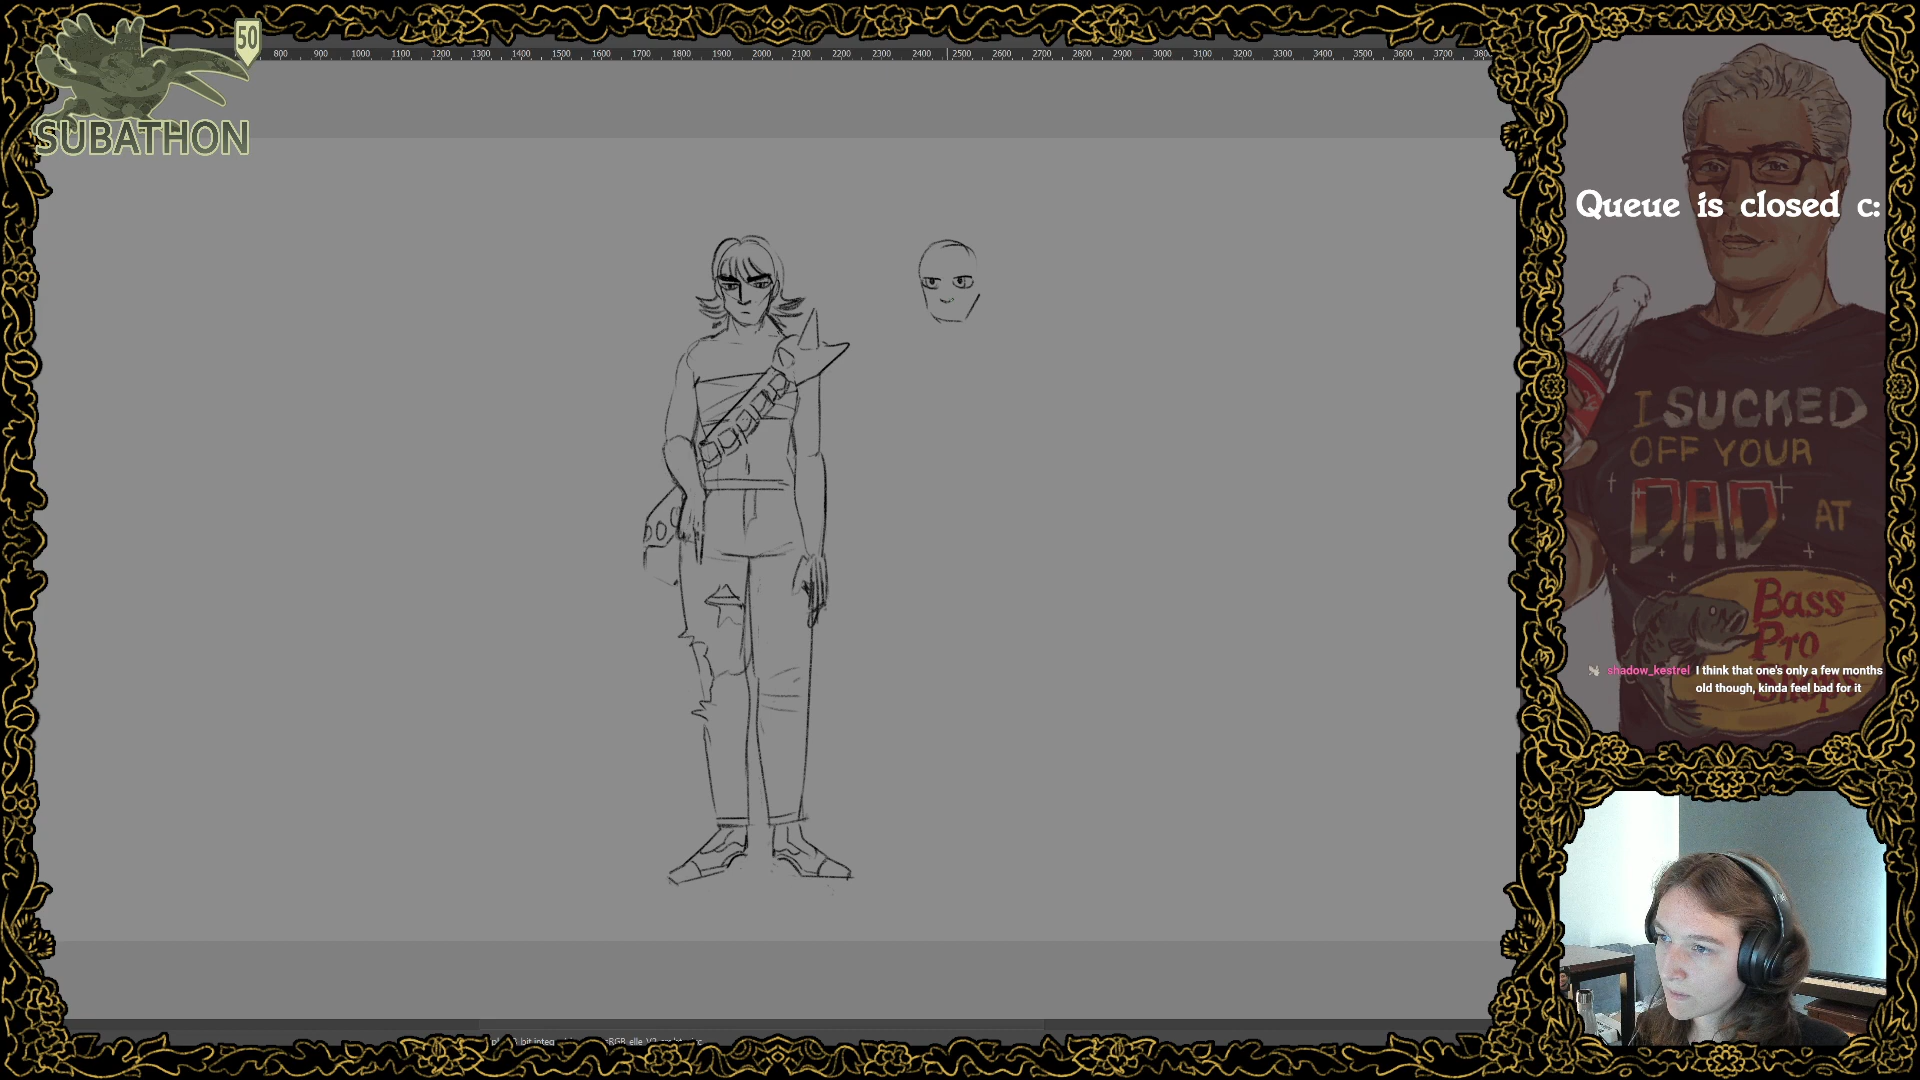 50
SUBATHON
800 900 1000 1100 1200 1300 1400 1500 1600 1700 1800 1900 2000 2100 2200 2300 2400 2500 2600 2700 2800 2900 3000 3100 3200 3300 3400 3500 3600 3700
Queue is closed c:
I SUCKED
OFF YOUR
DAD AT
Bass
Pro
Shops
shadow_kestrel I think that one's only a few months
old though, kinda feel bad for it